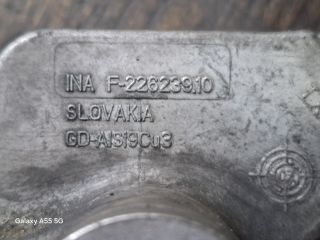 INA F-226239.10
SLOVAKIA
GD-AlSi9Cu3
Galaxy A55 5G